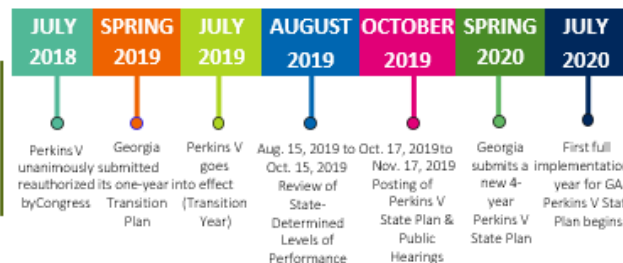 JULY
2018
SPRING
2019
JULY
2019
AUGUST
2019
OCTOBER
2019
SPRING
2020
JULY
2020
Perkins V
unanimously
reauthorized
byCongress
Georgia
submitted
its one-year
Transition
Plan
Perkins V
goes
into effect
(Transition
Year)
Aug. 15, 2019 to
Oct. 15, 2019
Review of
State-
Determined
Levels of
Performance
Oct. 17, 2019to
Nov. 17, 2019
Posting of
Perkins V
State Plan &
Public
Hearings
Georgia
submits a
new 4-
year
Perkins V
State Plan
First full
implementation
year for GA
Perkins V Stat
Plan begins